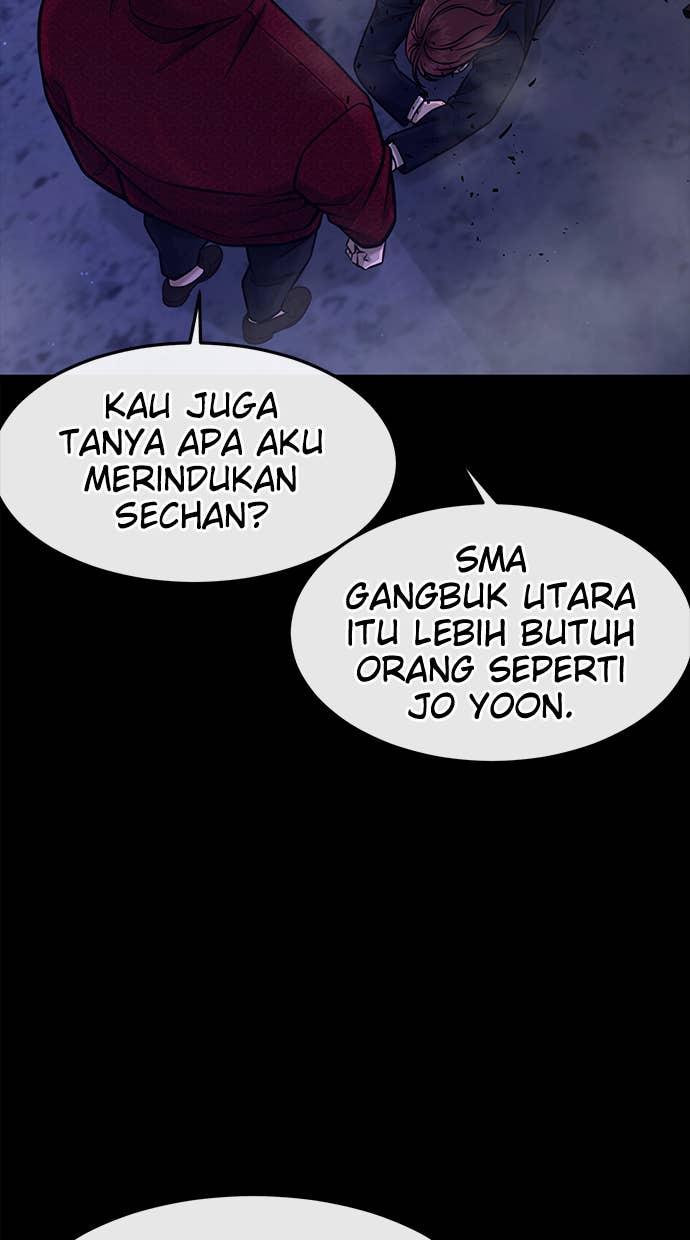 KAU JUGA
TANYA APA AKU
MERINDUKAN
SECHAN?
SMA
GANGBUK UTARA
ITU LEBIH BUTUH
ORANG SEPERTI
JO YOON.